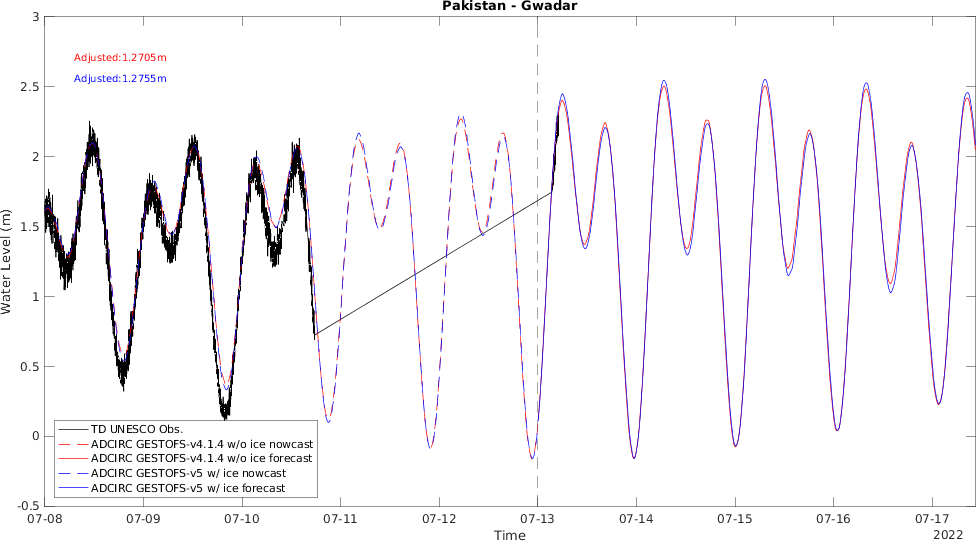 Pakistan - Gwadar
3
2.5
2
1.5
1
0.5
0
-0.5
Water Level (m)
Adjusted:1.2705m
Adjusted:1.2755m
TD UNESCO Obs.
ADCIRC GESTOFS-v4.1.4 w/o ice nowcast
ADCIRC GESTOFS-v4.1.4 w/o ice forecast
ADCIRC GESTOFS-v5 w/ ice nowcast
ADCIRC GESTOFS-v5 w/ ice forecast
07-08 07-09 07-10 07-11 07-12 07-13 07-14 07-15 07-16 07-17
Time
2022